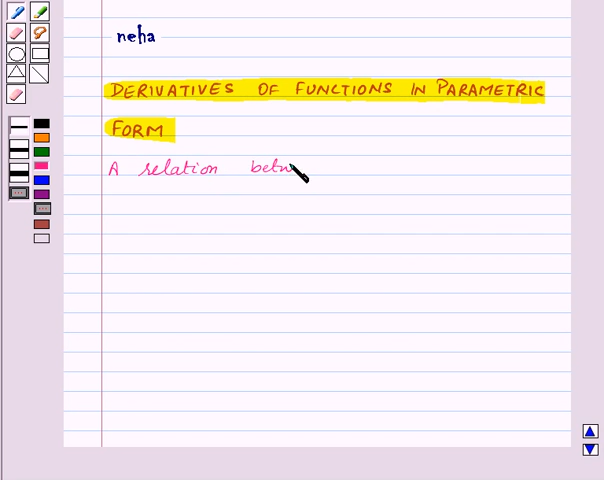 neha
DERIVATIVES OF FUNCTIONS IN PARAMETRIC
FORM
A relation